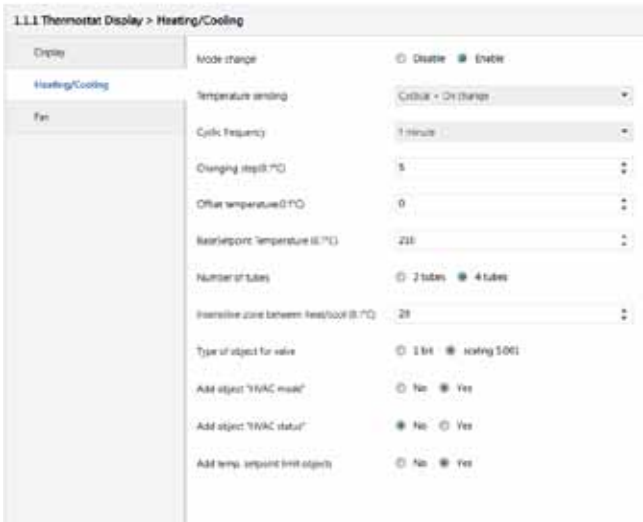 1.1.1 Thermostat Display > Heating/Cooling
Display
Heating/Cooling
Fan
Mode change Disable Enable
Temperature sending Cyclical + On change
Cyclic frequency 1 minute
Changing step(0.1°C) 5
Offset temperature(0.1°C) 0
BaseSetpoint Temperature (0.1°C) 210
Number of tubes 2 tubes 4 tubes
Insensitive zone between heat/cool (0.1°C) 20
Type of object for valve 1 bit scaling 5.001
Add object "HVAC mode" No Yes
Add object "HVAC status" No Yes
Add temp. setpoint limit objects No Yes